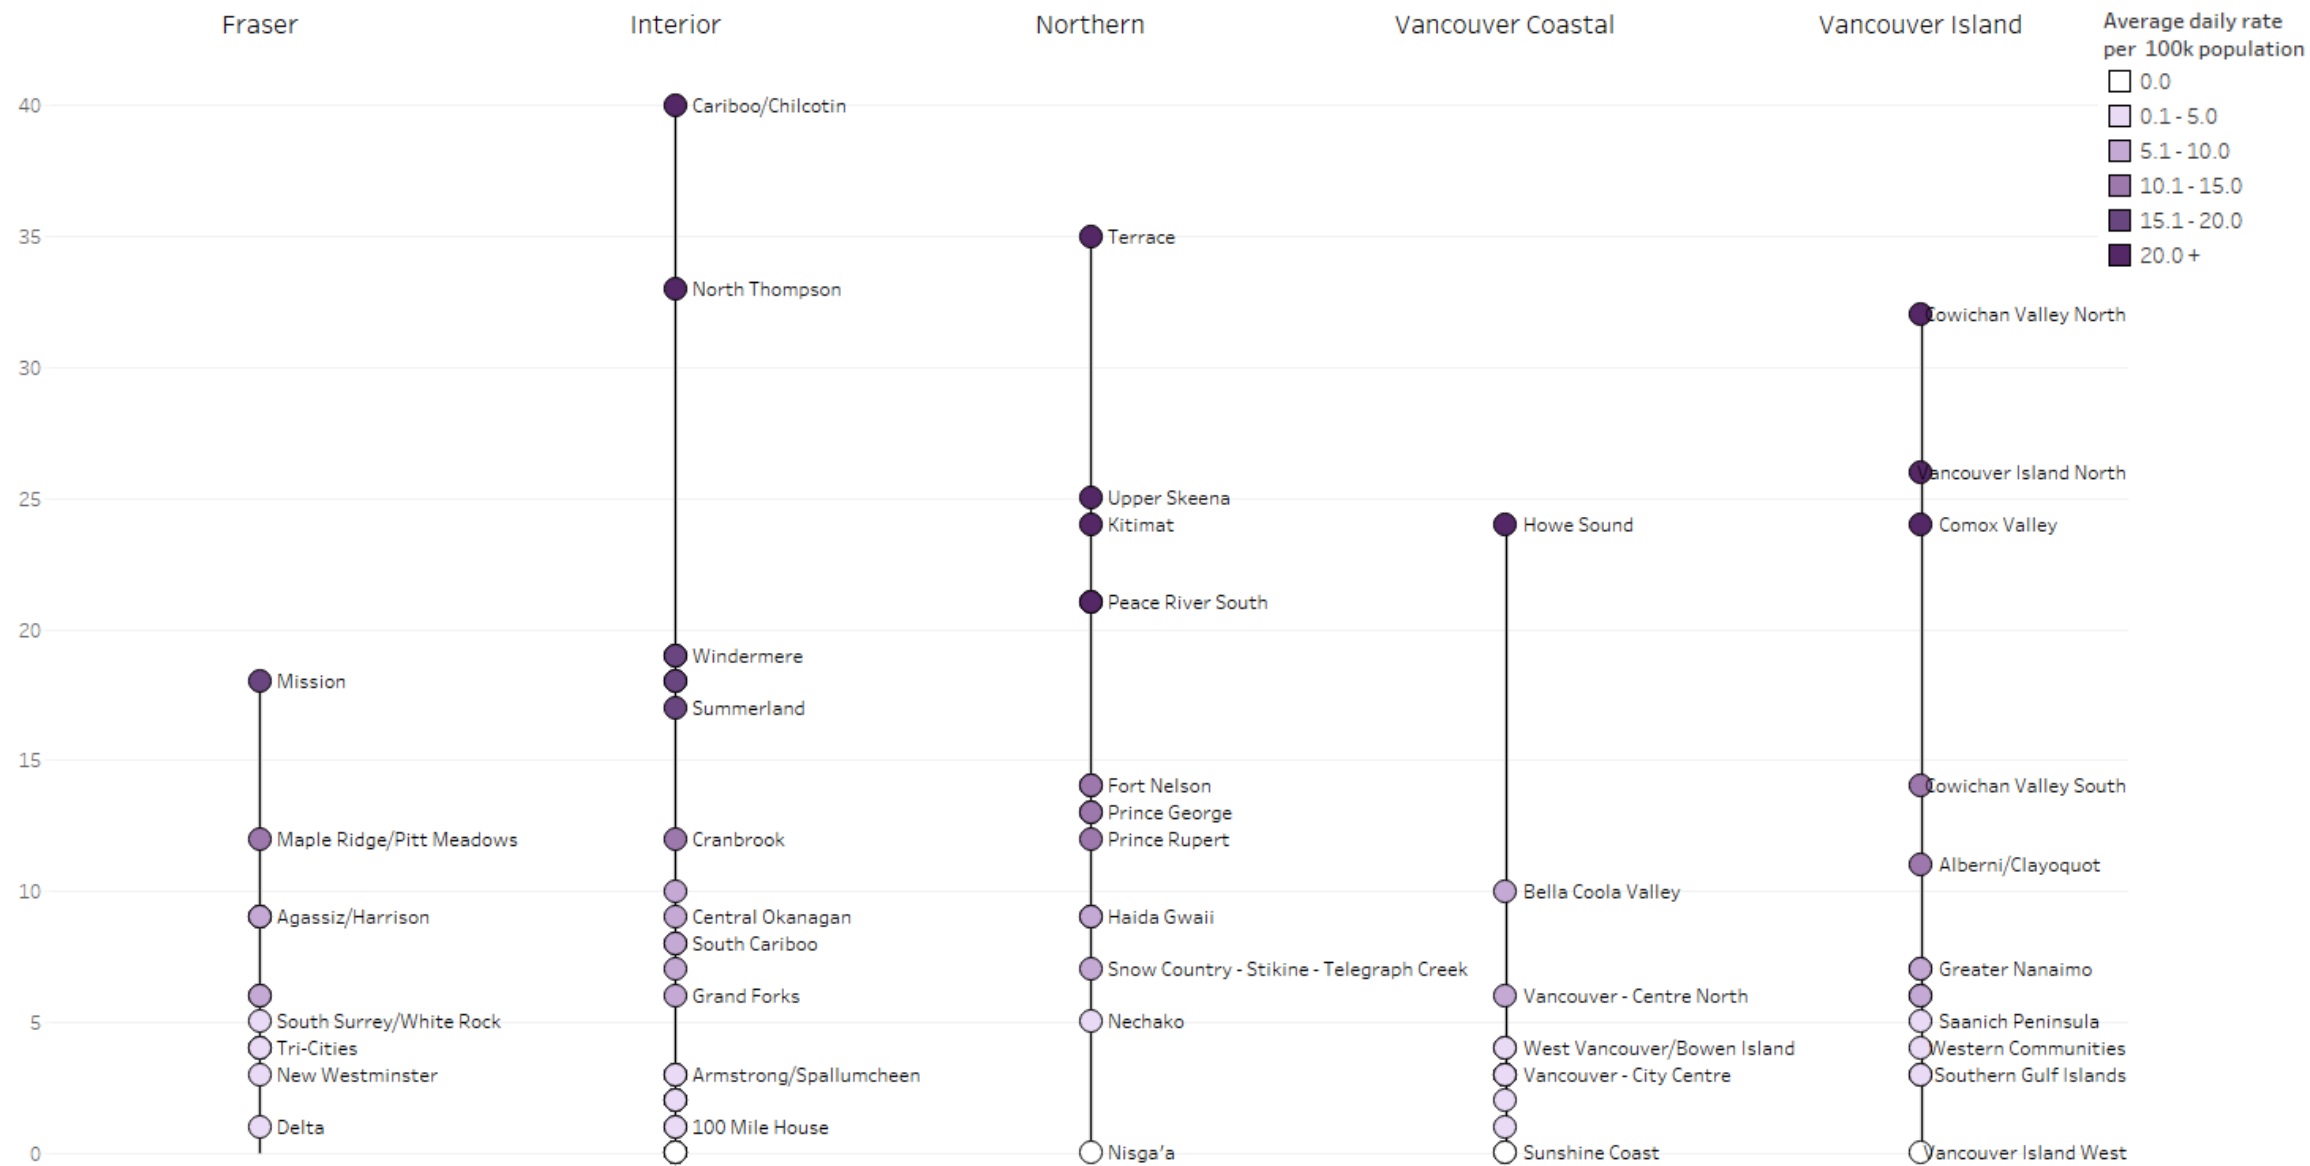 Fraser
Interior
Northern
Vancouver Coastal
Vancouver Island
Average daily rate
per 100k population
0.0
0.1 - 5.0
5.1 - 10.0
10.1 - 15.0
15.1 - 20.0
20.0 +
40
Cariboo/Chilcotin
35
Terrace
North Thompson
Cowichan Valley North
30
Vancouver Island North
25
Upper Skeena
Kitimat
Howe Sound
Comox Valley
Peace River South
20
Windermere
Mission
Summerland
15
Fort Nelson
Cowichan Valley South
Prince George
Maple Ridge/Pitt Meadows
Cranbrook
Prince Rupert
Alberni/Clayoquot
10
Bella Coola Valley
Agassiz/Harrison
Central Okanagan
Haida Gwaii
South Cariboo
Snow Country - Stikine - Telegraph Creek
Greater Nanaimo
Grand Forks
Vancouver - Centre North
5
South Surrey/White Rock
Nechako
Saanich Peninsula
Tri-Cities
West Vancouver/Bowen Island
Western Communities
New Westminster
Armstrong/Spallumcheen
Vancouver - City Centre
Southern Gulf Islands
Delta
100 Mile House
0
Nisga'a
Sunshine Coast
Vancouver Island West